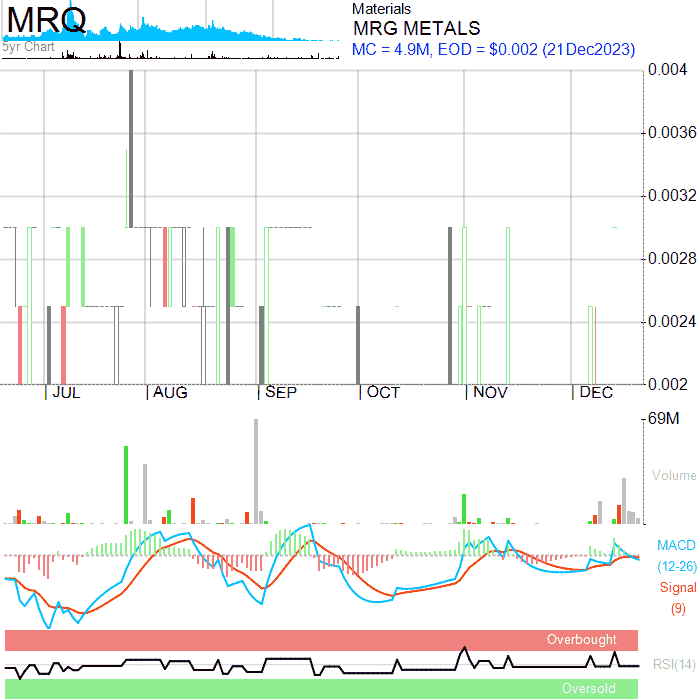 MRQ
5yr Chart
Materials
MRG METALS
MC = 4.9M, EOD = $0.002 (21Dec2023)
0.004
0.0036
0.0032
0.0028
0.0024
0.002
JUL AUG SEP OCT NOV DEC
69M
Volume
MACD
(12-26)
Signal
(9)
Overbought
RSI(14)
Oversold